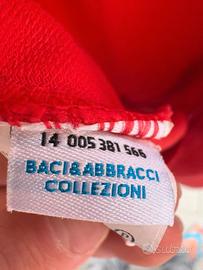 14 005 381 566
BACI&ABBRACCI
COLLEZIONI